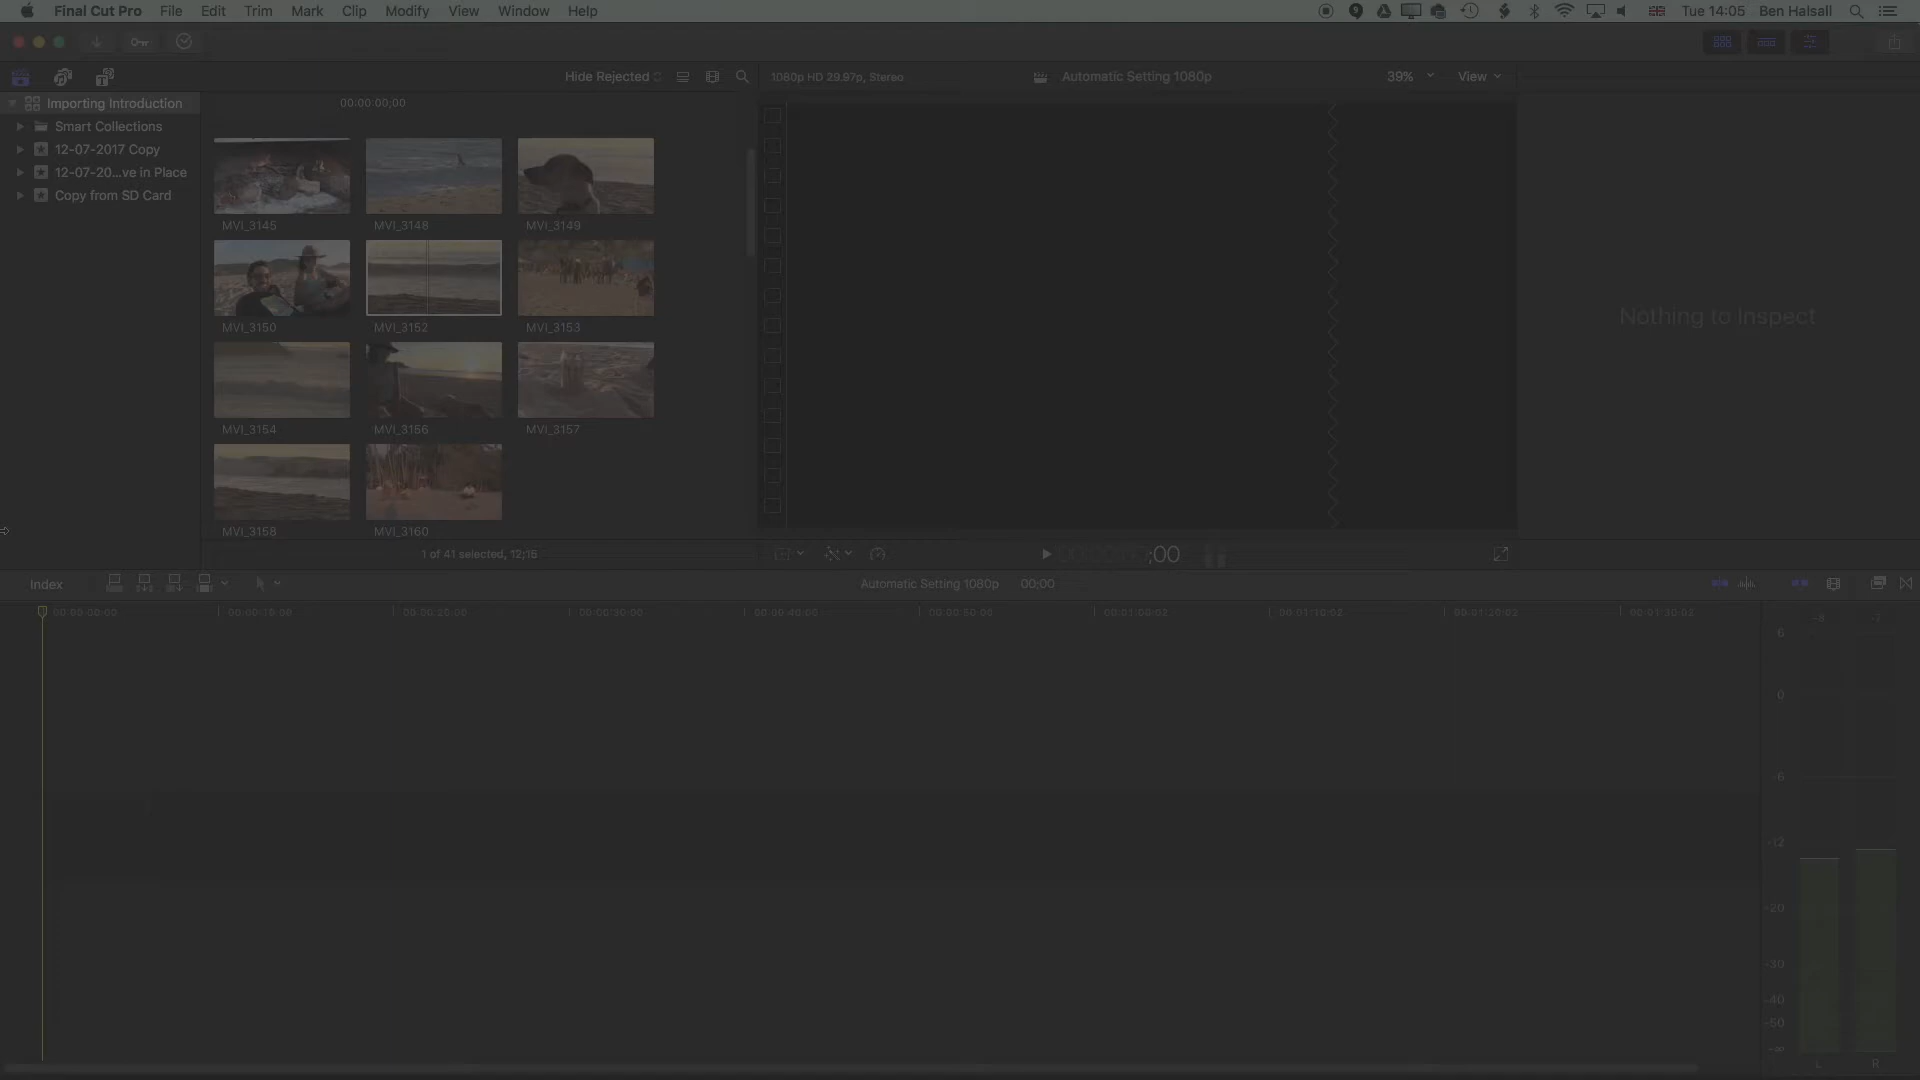 Final Cut Pro File Edit Trim Mark Clip Modify View Window Help Tue 14:05 Ben Halsall
Hide Rejected 1080p HD 29.97p, Stereo Automatic Setting 1080p 39% View
Importing Introduction
Smart Collections
12-07-2017 Copy
12-07-20...ve in Place
Copy from SD Card
00:00:00;00
MVI_3145 MVI_3148 MVI_3149
MVI_3150 MVI_3152 MVI_3153
MVI_3154 MVI_3156 MVI_3157
MVI_3158 MVI_3160
Nothing to Inspect
1 of 41 selected, 12;15 ;00
Index Automatic Setting 1080p 00:00
00:00:00;00 00:00:10;00 00:00:20;00 00:00:30;00 00:00:40;00 00:00:50;00 00:01:00;02 00:01:10;02 00:01:20;02 00:01:30;02
-8 -7
6
0
-6
-12
-20
-30
-40
-50
-∞
L R